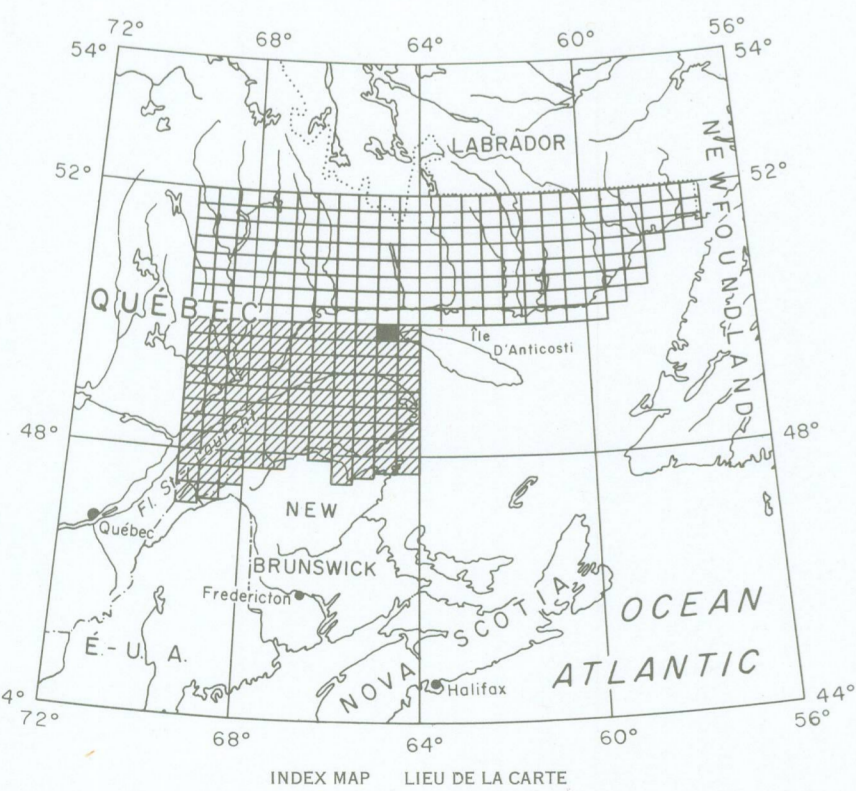 72° 68° 64° 60° 56°
54° 54°
LABRADOR
52° 52°
NEWFOUNDLAND
QUÉBEC
Île
D'Anticosti
48° 48°
Fl. St. Laurent
Québec
NEW
BRUNSWICK
Fredericton
NOVA SCOTIA
OCEAN
ATLANTIC
É-U. A.
Halifax
4° 44°
72° 68° 64° 60° 56°
INDEX MAP LIEU DE LA CARTE